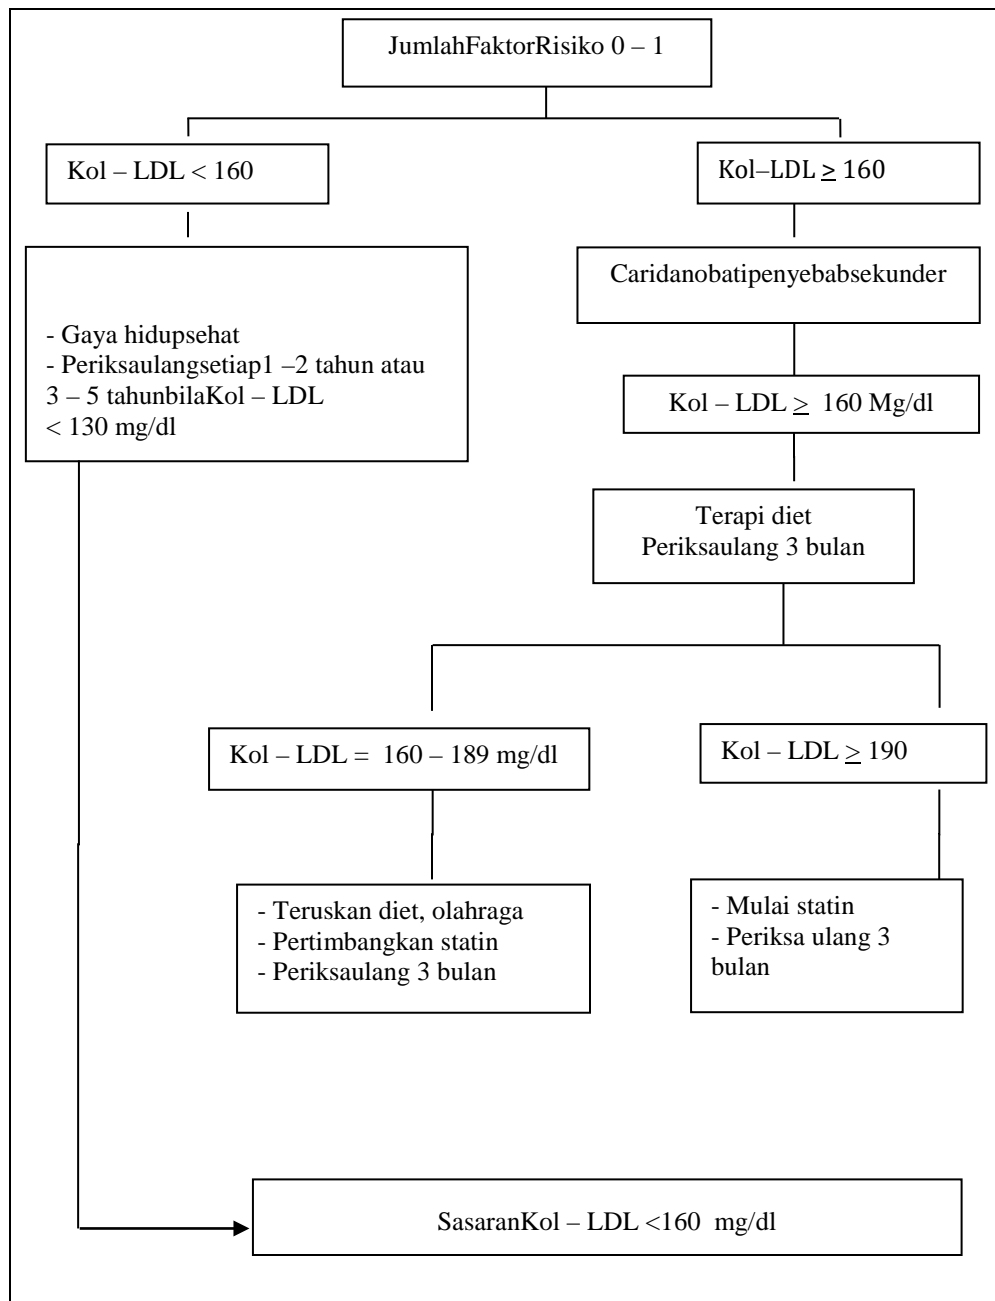 JumlahFaktorRisiko 0 – 1
Kol – LDL < 160
Kol–LDL ≥ 160
Caridanobatipenyebabsekunder
- Gaya hidupsehat
- Periksaulangsetiap1 –2 tahun atau
3 – 5 tahunbilaKol – LDL
< 130 mg/dl
Kol – LDL ≥ 160 Mg/dl
Terapi diet
Periksaulang 3 bulan
Kol – LDL = 160 – 189 mg/dl
Kol – LDL ≥ 190
- Teruskan diet, olahraga
- Pertimbangkan statin
- Periksaulang 3 bulan
- Mulai statin
- Periksa ulang 3
bulan
SasaranKol – LDL <160 mg/dl